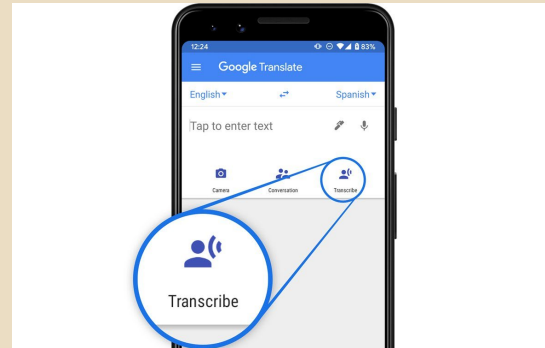 12:24 83%
Google Translate
English Spanish
Tap to enter text
Camera Conversation Transcribe
Transcribe